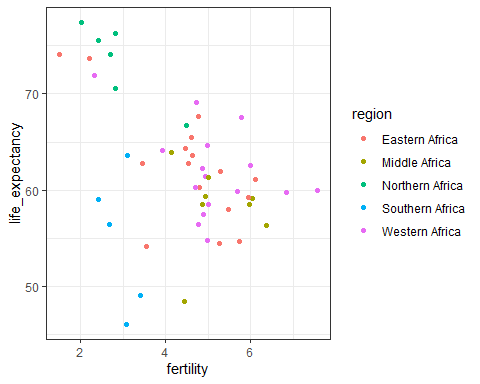 life_expectancy
70
60
50
2
4
6
fertility
region
Eastern Africa
Middle Africa
Northern Africa
Southern Africa
Western Africa